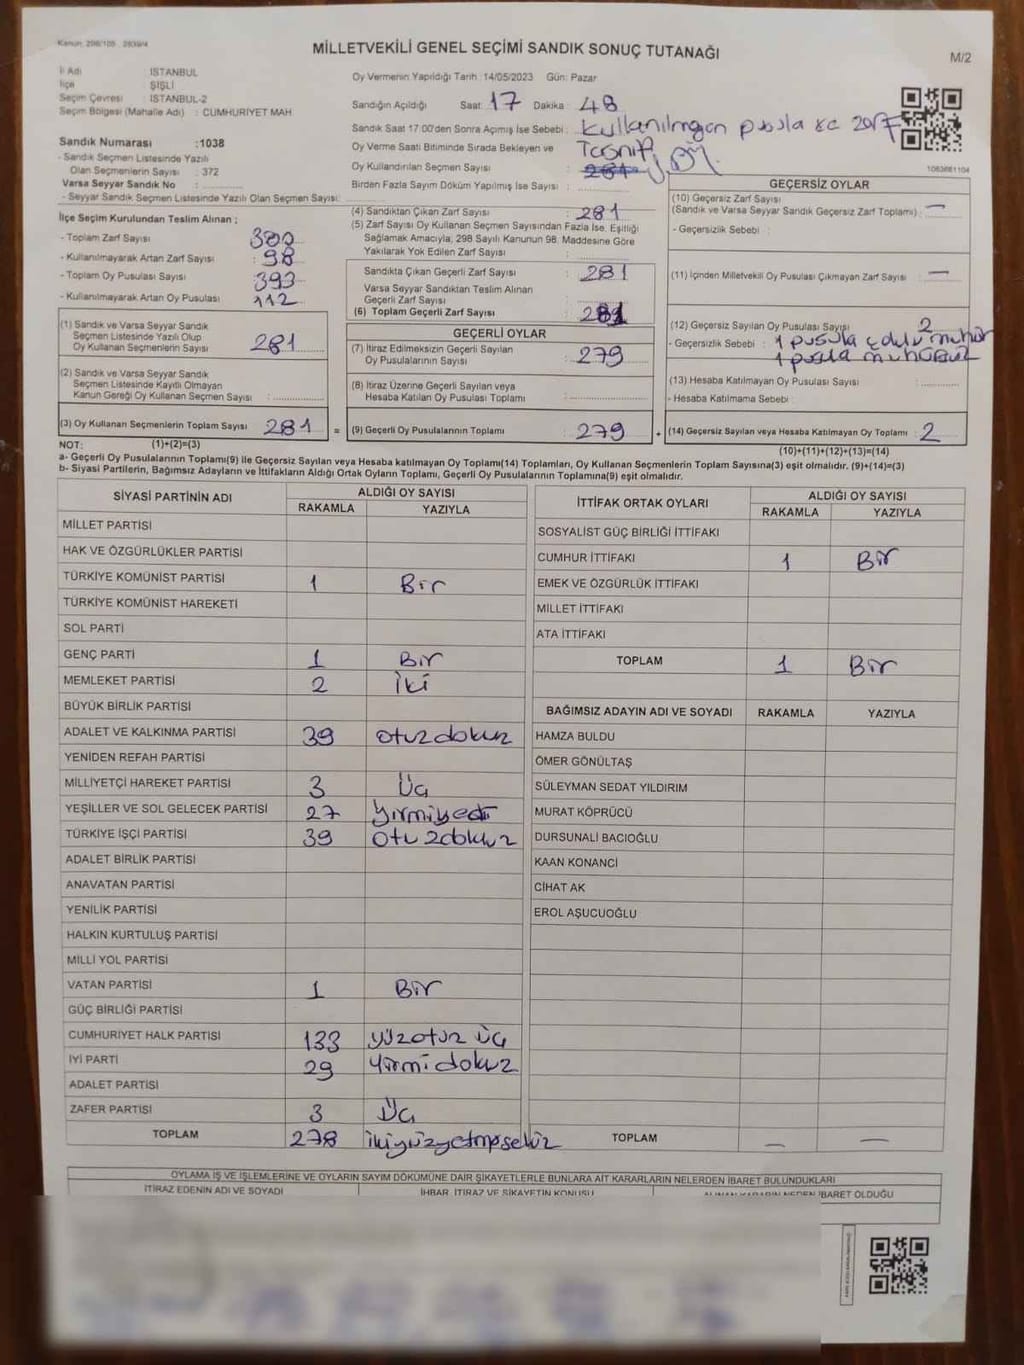 Kanun: 298/105 2839/4
MİLLETVEKİLİ GENEL SEÇİMİ SANDIK SONUÇ TUTANAĞI
M/2
İl Adı : İSTANBUL
İlçe : ŞİŞLİ
Seçim Çevresi : İSTANBUL-2
Seçim Bölgesi (Mahalle Adı) : CUMHURİYET MAH
Sandık Numarası :1038
- Sandık Seçmen Listesinde Yazılı
Olan Seçmenlerin Sayısı : 372
Varsa Seyyar Sandık No :
- Seyyar Sandık Seçmen Listesinde Yazılı Olan Seçmen Sayısı:
Oy Vermenin Yapıldığı Tarih :14/05/2023 Gün: Pazar
Sandığın Açıldığı Saat: 17 Dakika : 48
Sandık Saat 17:00'den Sonra Açımış İse Sebebi : kullanılmayan pusula ve zarf
Oy Verme Saati Bitiminde Sırada Bekleyen ve Tasnifi
Oy Kullandırılan Seçmen Sayısı :
Birden Fazla Sayım Döküm Yapılmış İse Sayısı :
1063661104
İlçe Seçim Kurulundan Teslim Alınan ;
- Toplam Zarf Sayısı : 380
- Kullanılmayarak Artan Zarf Sayısı : 98
- Toplam Oy Pusulası Sayısı : 393
- Kullanılmayarak Artan Oy Pusulası : 112
(1) Sandık ve Varsa Seyyar Sandık
Seçmen Listesinde Yazılı Olup
Oy Kullanan Seçmenlerin Sayısı : 281
(2) Sandık ve Varsa Seyyar Sandık
Seçmen Listesinde Kayıtlı Olmayan
Kanun Gereği Oy Kullanan Seçmen Sayısı :
(3) Oy Kullanan Seçmenlerin Toplam Sayısı : 281 =
(1)+(2)=(3)
(4) Sandıktan Çıkan Zarf Sayısı : 281
(5) Zarf Sayısı Oy Kullanan Seçmen Sayısından Fazla İse, Eşitliği
Sağlamak Amacıyla, 298 Sayılı Kanunun 98. Maddesine Göre
Yakılarak Yok Edilen Zarf Sayısı :
Sandıkta Çıkan Geçerli Zarf Sayısı : 281
Varsa Seyyar Sandıktan Teslim Alınan
Geçerli Zarf Sayısı :
(6) Toplam Geçerli Zarf Sayısı : 281
GEÇERLİ OYLAR
(7) İtiraz Edilmeksizin Geçerli Sayılan
Oy Pusulalarının Sayısı : 279
(8) İtiraz Üzerine Geçerli Sayılan veya
Hesaba Katılan Oy Pusulası Toplamı :
(9) Geçerli Oy Pusulalarının Toplamı : 279 +
GEÇERSİZ OYLAR
(10) Geçersiz Zarf Sayısı
(Sandık ve Varsa Seyyar Sandık Geçersiz Zarf Toplamı) : —
- Geçersizlik Sebebi :
(11) İçinden Milletvekili Oy Pusulası Çıkmayan Zarf Sayısı : —
(12) Geçersiz Sayılan Oy Pusulası Sayısı : 2
- Geçersizlik Sebebi : 1 pusula çoklu mühür
1 pusula mühürsüz
(13) Hesaba Katılmayan Oy Pusulası Sayısı :
- Hesaba Katılmama Sebebi :
(14) Geçersiz Sayılan veya Hesaba Katılmayan Oy Toplamı : 2
(10)+(11)+(12)+(13)=(14)
NOT:
a- Geçerli Oy Pusulalarının Toplamı(9) ile Geçersiz Sayılan veya Hesaba katılmayan Oy Toplamı(14) Toplamları, Oy Kullanan Seçmenlerin Toplam Sayısına(3) eşit olmalıdır. (9)+(14)=(3)
b- Siyasi Partilerin, Bağımsız Adayların ve İttifakların Aldığı Ortak Oyların Toplamı, Geçerli Oy Pusulalarının Toplamına(9) eşit olmalıdır.
SİYASİ PARTİNİN ADI ALDIĞI OY SAYISI
RAKAMLA YAZIYLA
MİLLET PARTİSİ
HAK VE ÖZGÜRLÜKLER PARTİSİ
TÜRKİYE KOMÜNİST PARTİSİ 1 Bir
TÜRKİYE KOMÜNİST HAREKETİ
SOL PARTİ
GENÇ PARTİ 1 Bir
MEMLEKET PARTİSİ 2 İki
BÜYÜK BİRLİK PARTİSİ
ADALET VE KALKINMA PARTİSİ 39 otuzdokuz
YENİDEN REFAH PARTİSİ
MİLLİYETÇİ HAREKET PARTİSİ 3 Üç
YEŞİLLER VE SOL GELECEK PARTİSİ 27 Yirmiyedi
TÜRKİYE İŞÇİ PARTİSİ 39 otuzdokuz
ADALET BİRLİK PARTİSİ
ANAVATAN PARTİSİ
YENİLİK PARTİSİ
HALKIN KURTULUŞ PARTİSİ
MİLLİ YOL PARTİSİ
VATAN PARTİSİ 1 Bir
GÜÇ BİRLİĞİ PARTİSİ
CUMHURİYET HALK PARTİSİ 133 yüzotuz üç
İYİ PARTİ 29 Yirmidokuz
ADALET PARTİSİ
ZAFER PARTİSİ 3 Üç
TOPLAM 278 ikiyüzyetmişsekiz
İTTİFAK ORTAK OYLARI ALDIĞI OY SAYISI
RAKAMLA YAZIYLA
SOSYALİST GÜÇ BİRLİĞİ İTTİFAKI
CUMHUR İTTİFAKI 1 Bir
EMEK VE ÖZGÜRLÜK İTTİFAKI
MİLLET İTTİFAKI
ATA İTTİFAKI
TOPLAM 1 Bir
BAĞIMSIZ ADAYIN ADI VE SOYADI RAKAMLA YAZIYLA
HAMZA BULDU
ÖMER GÖNÜLTAŞ
SÜLEYMAN SEDAT YILDIRIM
MURAT KÖPRÜCÜ
DURSUNALİ BACIOĞLU
KAAN KONANCİ
CİHAT AK
EROL AŞUCUOĞLU
TOPLAM — —
OYLAMA İŞ VE İŞLEMLERİNE VE OYLARIN SAYIM DÖKÜMÜNE DAİR ŞİKAYETLERLE BUNLARA AİT KARARLARIN NELERDEN İBARET BULUNDUKLARI
İTİRAZ EDENİN ADI VE SOYADI İHBAR, İTİRAZ VE ŞİKAYETİN KONUSU ALINAN KARARIN NEDEN İBARET OLDUĞU